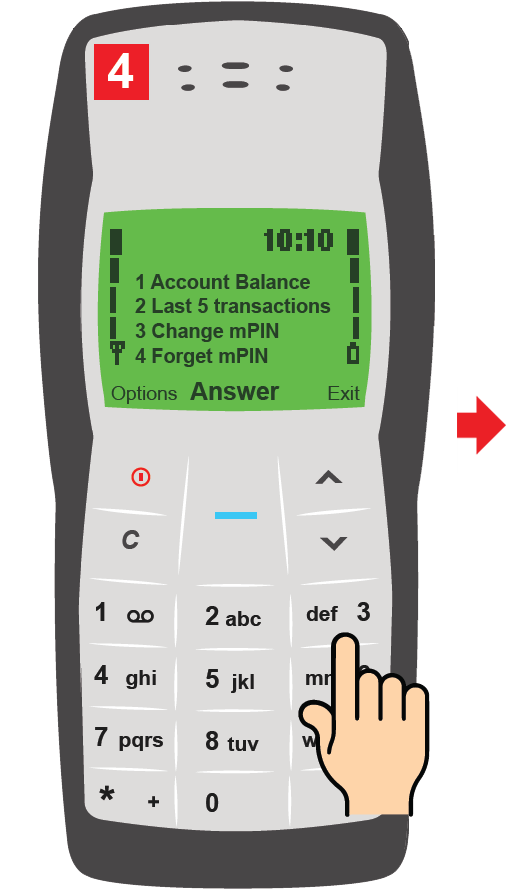 4
10:10
1 Account Balance
2 Last 5 transactions
3 Change mPIN
4 Forget mPIN
Options Answer Exit
C
1
2 abc
def 3
4 ghi
5 jkl
7 pqrs
8 tuv
* +
0